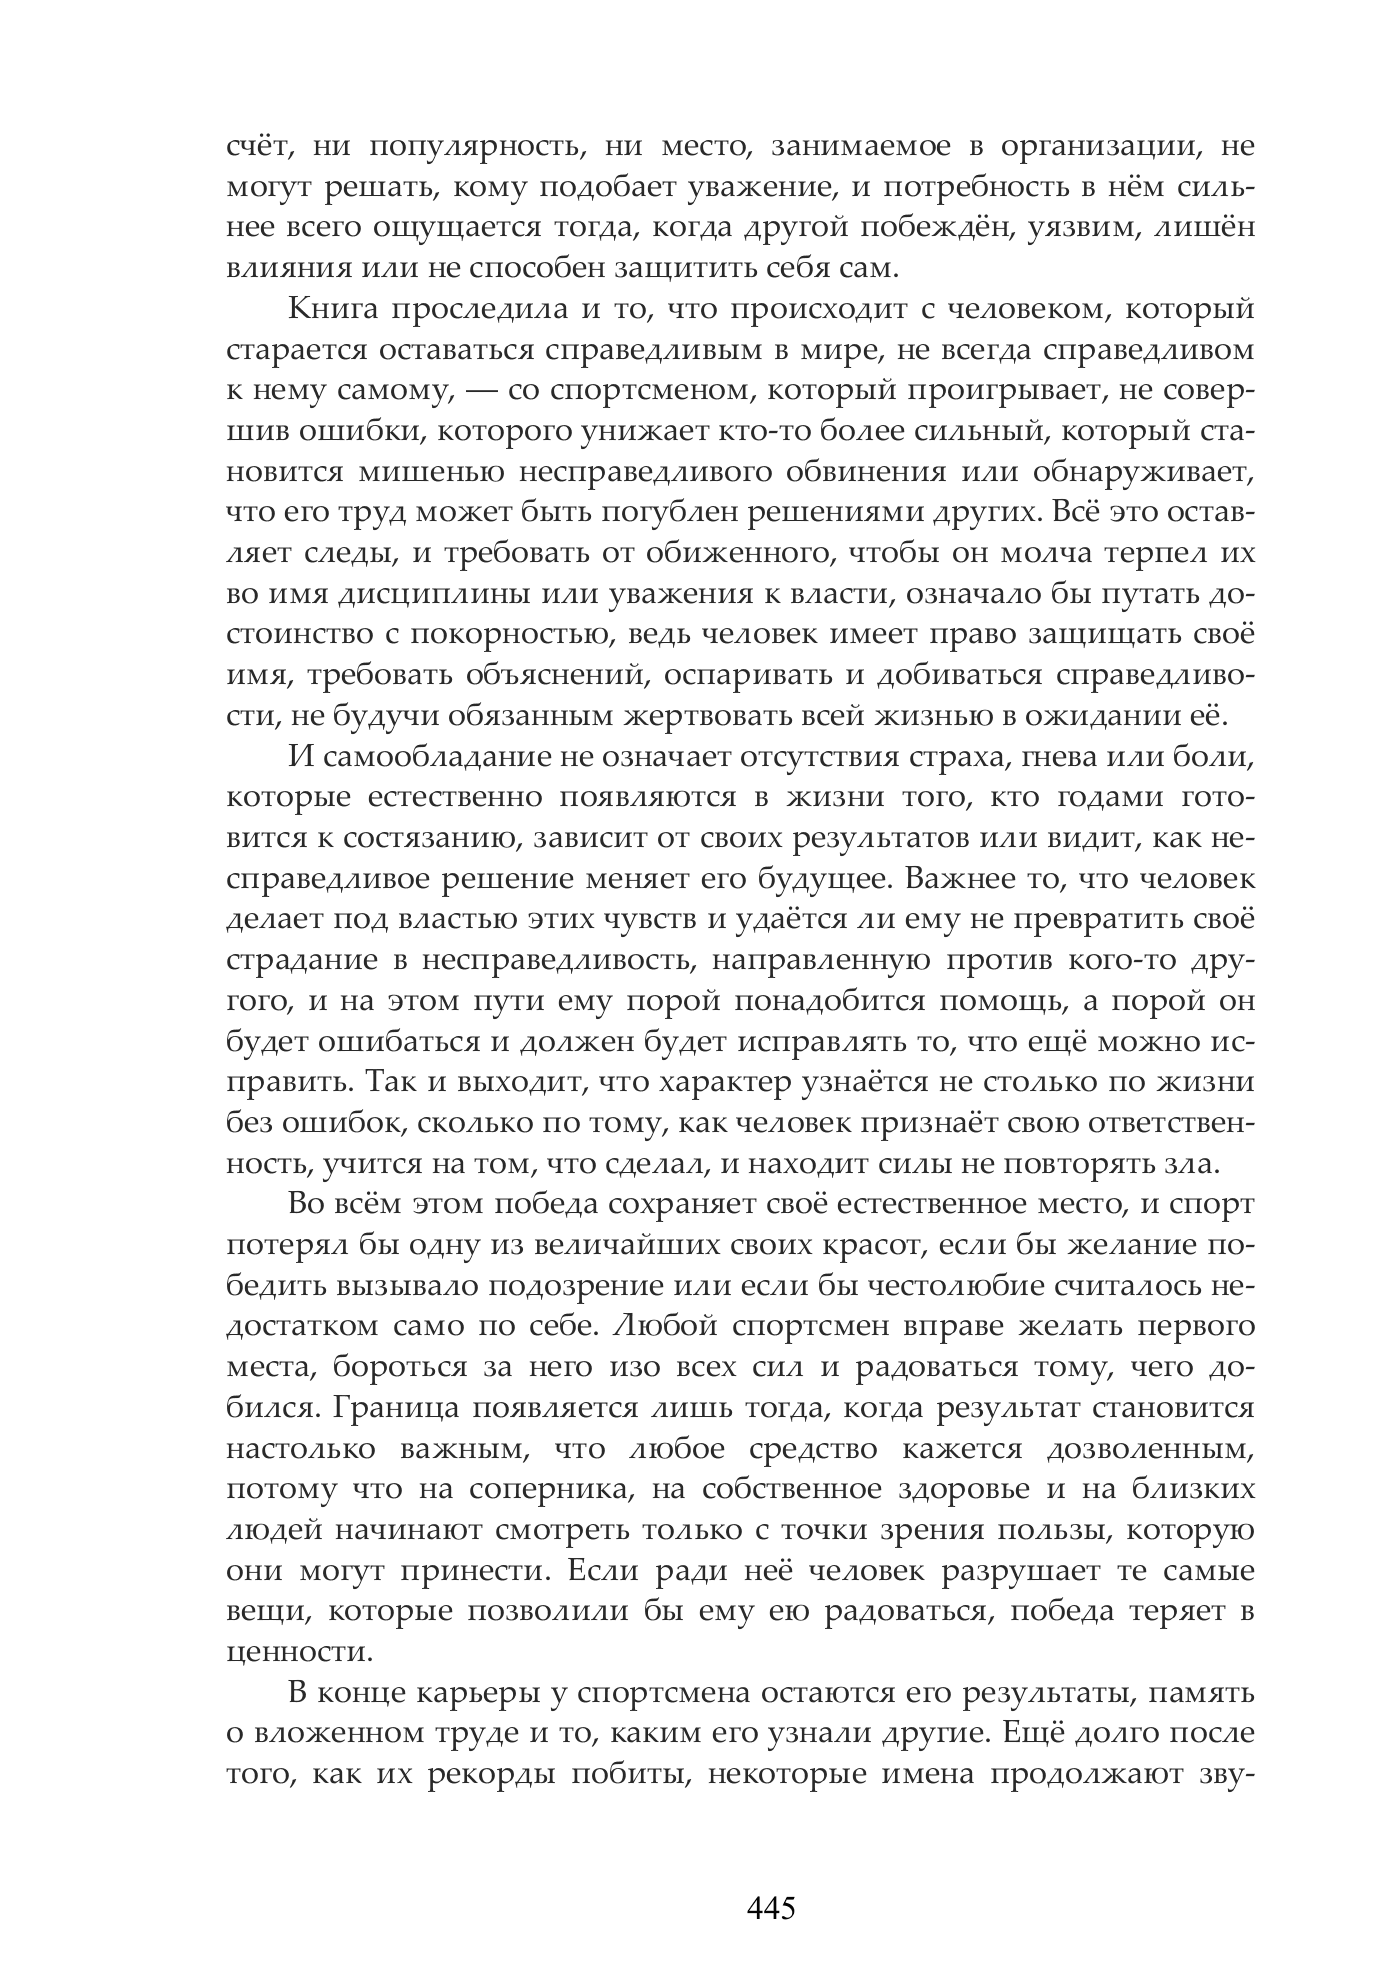 счёт, ни популярность, ни место, занимаемое в организации, не
могут решать, кому подобает уважение, и потребность в нём силь-
нее всего ощущается тогда, когда другой побеждён, уязвим, лишён
влияния или не способен защитить себя сам.
Книга проследила и то, что происходит с человеком, который
старается оставаться справедливым в мире, не всегда справедливом
к нему самому, — со спортсменом, который проигрывает, не совер-
шив ошибки, которого унижает кто-то более сильный, который ста-
новится мишенью несправедливого обвинения или обнаруживает,
что его труд может быть погублен решениями других. Всё это остав-
ляет следы, и требовать от обиженного, чтобы он молча терпел их
во имя дисциплины или уважения к власти, означало бы путать до-
стоинство с покорностью, ведь человек имеет право защищать своё
имя, требовать объяснений, оспаривать и добиваться справедливо-
сти, не будучи обязанным жертвовать всей жизнью в ожидании её.
И самообладание не означает отсутствия страха, гнева или боли,
которые естественно появляются в жизни того, кто годами гото-
вится к состязанию, зависит от своих результатов или видит, как не-
справедливое решение меняет его будущее. Важнее то, что человек
делает под властью этих чувств и удаётся ли ему не превратить своё
страдание в несправедливость, направленную против кого-то дру-
гого, и на этом пути ему порой понадобится помощь, а порой он
будет ошибаться и должен будет исправлять то, что ещё можно ис-
править. Так и выходит, что характер узнаётся не столько по жизни
без ошибок, сколько по тому, как человек признаёт свою ответствен-
ность, учится на том, что сделал, и находит силы не повторять зла.
Во всём этом победа сохраняет своё естественное место, и спорт
потерял бы одну из величайших своих красот, если бы желание по-
бедить вызывало подозрение или если бы честолюбие считалось не-
достатком само по себе. Любой спортсмен вправе желать первого
места, бороться за него изо всех сил и радоваться тому, чего до-
бился. Граница появляется лишь тогда, когда результат становится
настолько важным, что любое средство кажется дозволенным,
потому что на соперника, на собственное здоровье и на близких
людей начинают смотреть только с точки зрения пользы, которую
они могут принести. Если ради неё человек разрушает те самые
вещи, которые позволили бы ему ею радоваться, победа теряет в
ценности.
В конце карьеры у спортсмена остаются его результаты, память
о вложенном труде и то, каким его узнали другие. Ещё долго после
того, как их рекорды побиты, некоторые имена продолжают зву-
445